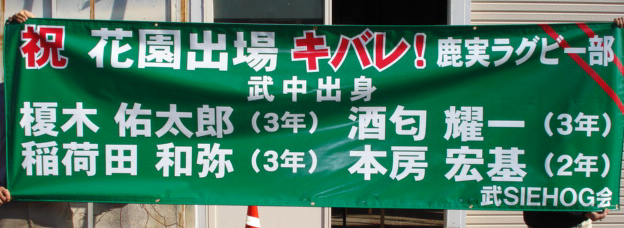 祝 花園出場 キバレ! 鹿実ラグビー部
武中出身
榎木 佑太郎(3年) 酒匂 耀一(3年)
稲荷田 和弥(3年) 本房 宏基(2年)
武SIEHOG会